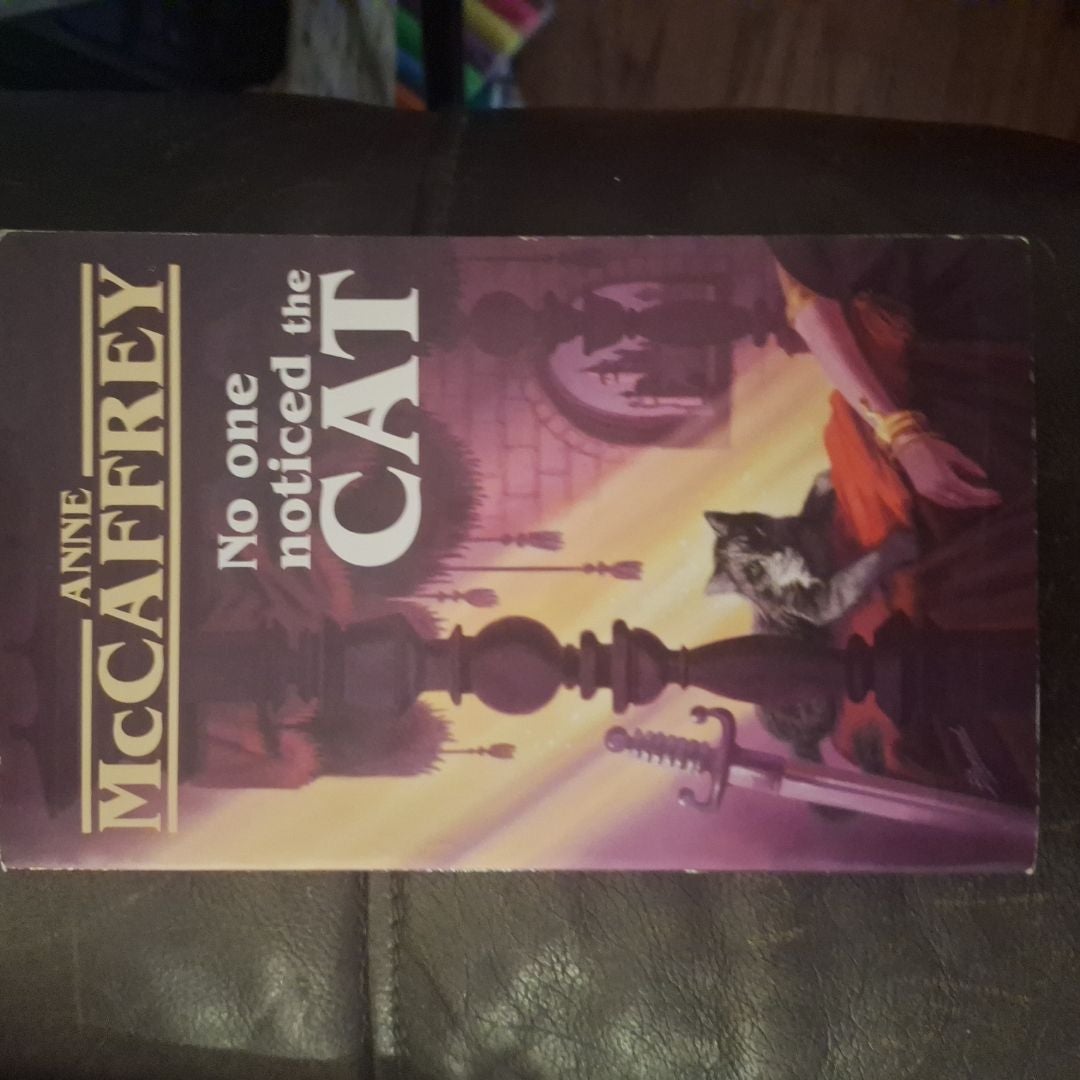 ANNE
McCAFFREY
No one
noticed the
CAT